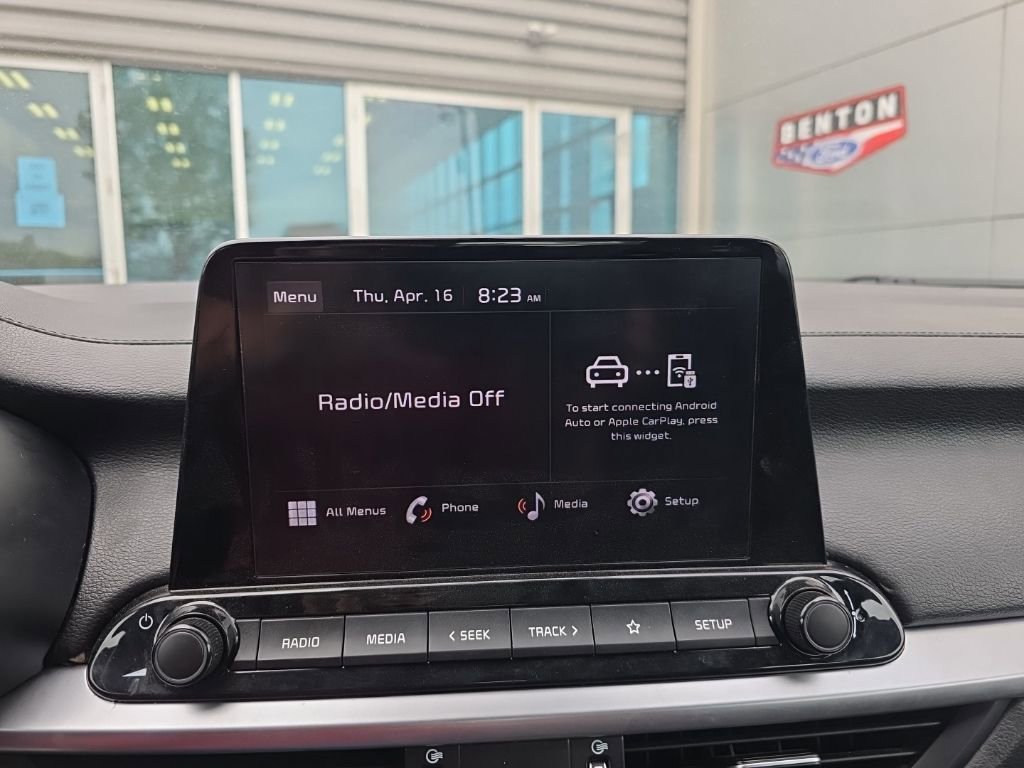 BENTON
Ford
Menu Thu, Apr. 16 8:23 AM
Radio/Media Off
To start connecting Android
Auto or Apple CarPlay, press
this widget.
All Menus Phone Media Setup
RADIO MEDIA < SEEK TRACK > SETUP